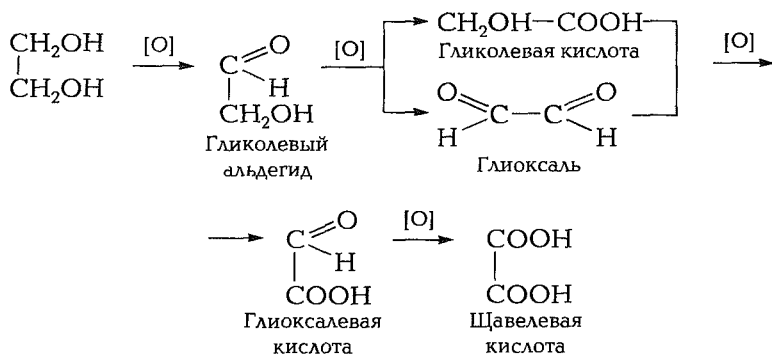 CH₂OH
CH₂OH
[O]
C
O
H
CH₂OH
Гликолевый
альдегид
[O]
CH₂OH—COOH
Гликолевая кислота
O
O
C—C
H
H
Глиоксаль
[O]
C
O
H
COOH
Глиоксалевая
кислота
[O]
COOH
COOH
Щавелевая
кислота